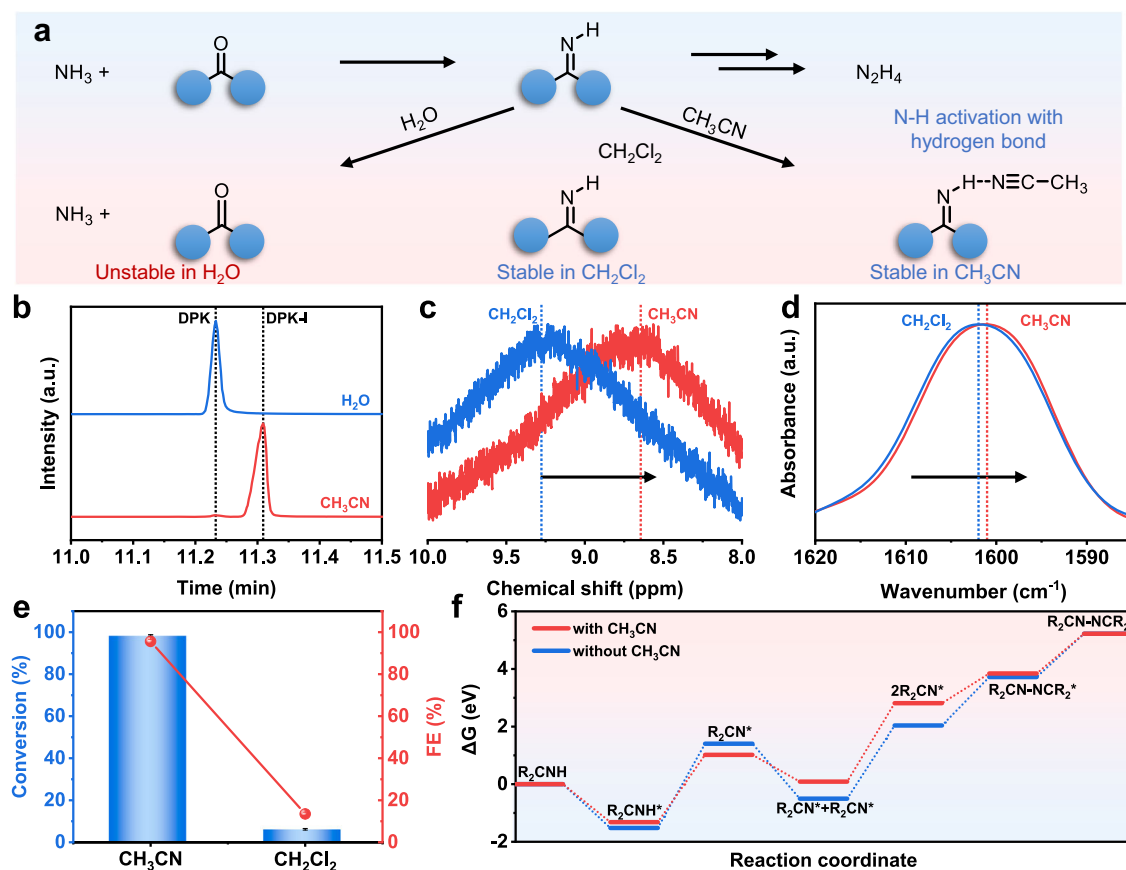 a
NH3 +
O
N
H
N2H4
H2O
CH2Cl2
CH3CN
N-H activation with
hydrogen bond
NH3 +
O
N
H
N
H--N≡C—CH3
Unstable in H2O
Stable in CH2Cl2
Stable in CH3CN
b
DPK
DPK-I
H2O
CH3CN
Intensity (a.u.)
11.0 11.1 11.2 11.3 11.4 11.5
Time (min)
c
CH2Cl2
CH3CN
10.0 9.5 9.0 8.5 8.0
Chemical shift (ppm)
d
CH2Cl2
CH3CN
Absorbance (a.u.)
1620 1610 1600 1590
Wavenumber (cm-1)
e
Conversion (%)
100
80
60
40
20
0
FE (%)
100
80
60
40
20
0
CH3CN
CH2Cl2
f
with CH3CN
without CH3CN
ΔG (eV)
6
4
2
0
-2
R2CNH
R2CNH*
R2CN*
R2CN*+R2CN*
2R2CN*
R2CN-NCR2*
R2CN-NCR2
Reaction coordinate